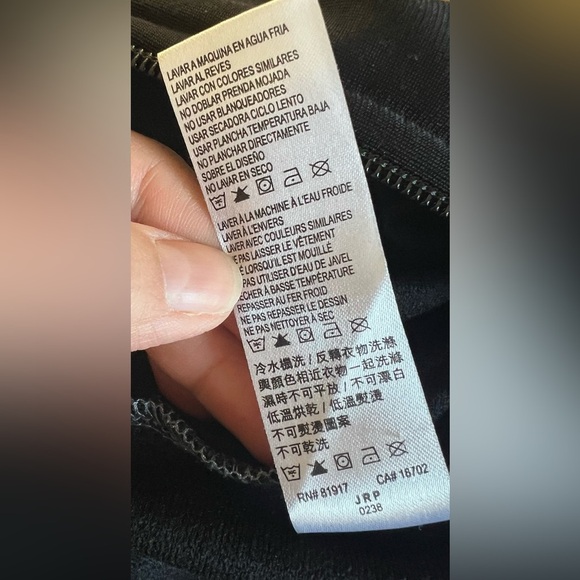 LAVAR A MAQUINA EN AGUA FRIA
LAVAR AL REVES
LAVAR CON COLORES SIMILARES
NO DOBLAR PRENDA MOJADA
NO USAR BLANQUEADORES
USAR SECADORA CICLO LENTO
USAR PLANCHA TEMPERATURA BAJA
NO PLANCHAR DIRECTAMENTE
SOBRE EL DISEÑO
NO LAVAR EN SECO
LAVER À LA MACHINE À L'EAU FROIDE
LAVER À L'ENVERS
LAVER AVEC COULEURS SIMILAIRES
NE PAS LAISSER LE VÊTEMENT
LORSQU'IL EST MOUILLÉ
PAS UTILISER D'EAU DE JAVEL
À BASSE TEMPÉRATURE
REPASSER AU FER FROID
NE PAS REPASSER LE DESSIN
NE PAS NETTOYER À SEC
冷水機洗 / 反轉衣物洗滌
與顏色相近衣物一起洗滌
濕時不可平放 / 不可漂白
低溫烘乾 / 低溫熨燙
不可熨燙圖案
不可乾洗
RN# 81917 CA# 16702
J R P
0238